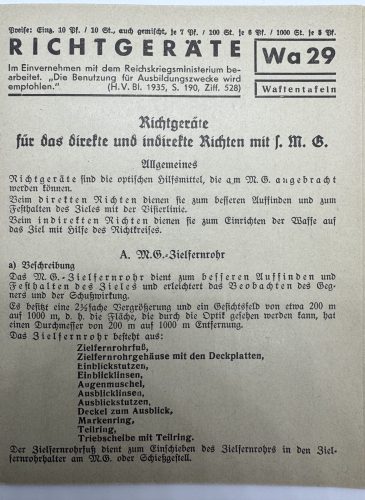 Preise: Einz. 10 Pf. / 10 St., auch gemischt, je 7 Pf. / 100 St. je 6 Pf. / 1000 St. je 5 Pf.
RICHTGERÄTE
Wa 29
Im Einvernehmen mit dem Reichskriegsministerium be-
arbeitet. „Die Benutzung für Ausbildungszwecke wird
empfohlen.“ (H. V. Bl. 1935, S. 190, Ziff. 528)
Waffentafeln
Richtgeräte
für das direkte und indirekte Richten mit s. M. G.
Allgemeines
Richtgeräte sind die optischen Hilfsmittel, die am M. G. angebracht
werden können.
Beim direkten Richten dienen sie zum besseren Auffinden und zum
Festhalten des Zieles mit der Visierlinie.
Beim indirekten Richten dienen sie zum Einrichten der Waffe auf
das Ziel mit Hilfe des Richtkreises.
A. M.G.-Zielfernrohr
a) Beschreibung
Das M.G.-Zielfernrohr dient zum besseren Auffinden und
Festhalten des Zieles und erleichtert das Beobachten des Geg-
ners und der Schußwirkung.
Es besitzt eine 2½fache Vergrößerung und ein Gesichtsfeld von etwa 200 m
auf 1000 m, d. h. die Fläche, die durch die Optik gesehen werden kann, hat
einen Durchmesser von 200 m auf 1000 m Entfernung.
Das Zielfernrohr besteht aus:
Zielfernrohrfuß,
Zielfernrohrgehäuse mit den Deckplatten,
Einblickstutzen,
Einblicklinsen,
Augenmuschel,
Ausblicklinsen,
Ausblickstutzen,
Deckel zum Ausblick,
Markenring,
Teilring,
Triebscheibe mit Teilring.
Der Zielfernrohrfuß dient zum Einschieben des Zielfernrohrs in den Ziel-
fernrohrhalter am M. G. oder Schießgestell.